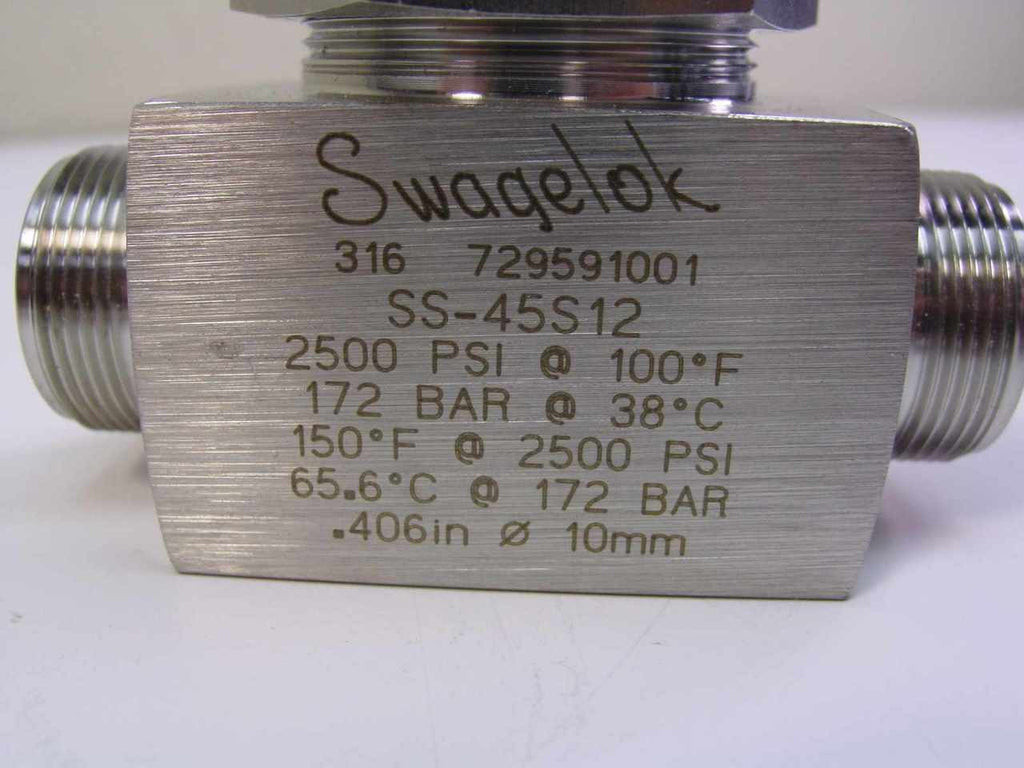 Swagelok
316 729591001
SS-45S12
2500 PSI @ 100°F
172 BAR @ 38°C
150°F @ 2500 PSI
65.6°C @ 172 BAR
.406in Ø 10mm